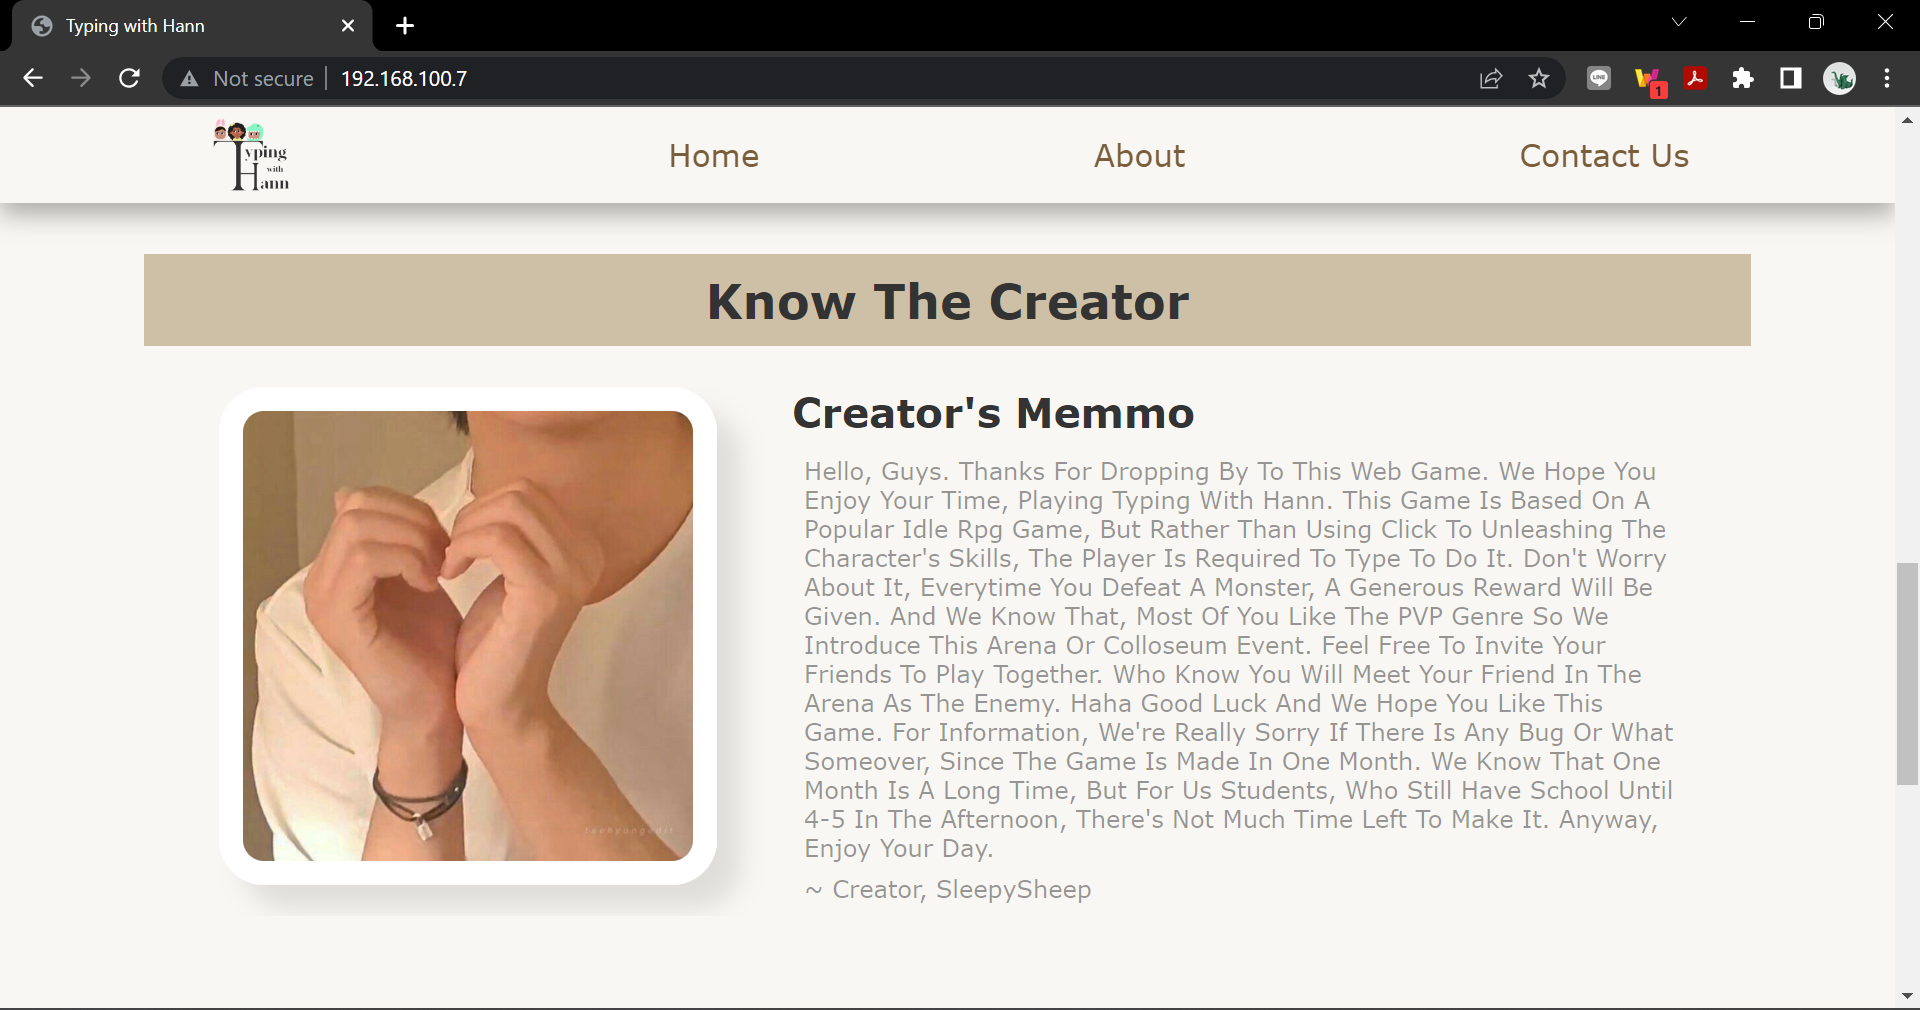 Typing with Hann
Not secure
192.168.100.7
LINE
1
Typing
with
Hann
Home
About
Contact Us
Know The Creator
Creator's Memmo
Hello, Guys. Thanks For Dropping By To This Web Game. We Hope You
Enjoy Your Time, Playing Typing With Hann. This Game Is Based On A
Popular Idle Rpg Game, But Rather Than Using Click To Unleashing The
Character's Skills, The Player Is Required To Type To Do It. Don't Worry
About It, Everytime You Defeat A Monster, A Generous Reward Will Be
Given. And We Know That, Most Of You Like The PVP Genre So We
Introduce This Arena Or Colloseum Event. Feel Free To Invite Your
Friends To Play Together. Who Know You Will Meet Your Friend In The
Arena As The Enemy. Haha Good Luck And We Hope You Like This
Game. For Information, We're Really Sorry If There Is Any Bug Or What
Someover, Since The Game Is Made In One Month. We Know That One
Month Is A Long Time, But For Us Students, Who Still Have School Until
4-5 In The Afternoon, There's Not Much Time Left To Make It. Anyway,
Enjoy Your Day.
~ Creator, SleepySheep